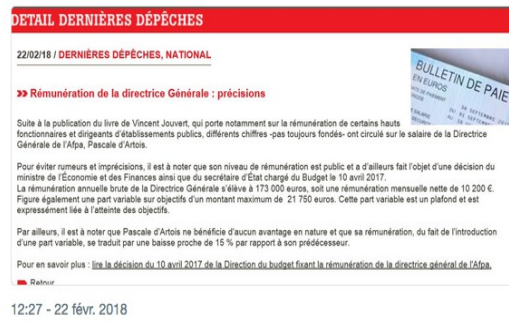 DETAIL DERNIÈRES DÉPÊCHES
22/02/18 / DERNIÈRES DÉPÊCHES, NATIONAL
BULLETIN DE PAIE
EN EUROS
Rémunération de la directrice Générale : précisions
Suite à la publication du livre de Vincent Jouvert, qui porte notamment sur la rémunération de certains hauts
fonctionnaires et dirigeants d'établissements publics, différents chiffres -pas toujours fondés- ont circulé sur le salaire de la Directrice
Générale de l'Afpa, Pascale d'Artois.
Pour éviter rumeurs et imprécisions, il est à noter que son niveau de rémunération est public et a d'ailleurs fait l'objet d'une décision du
ministre de l'Économie et des Finances ainsi que du secrétaire d'État chargé du Budget le 10 avril 2017.
La rémunération annuelle brute de la Directrice Générale s'élève à 173 000 euros, soit une rémunération mensuelle nette de 10 200 €.
Figure également une part variable sur objectifs d'un montant maximum de 21 750 euros. Cette part variable est un plafond et est
expressément liée à l'atteinte des objectifs.
Par ailleurs, il est à noter que Pascale d'Artois ne bénéficie d'aucun avantage en nature et que sa rémunération, du fait de l'introduction
d'une part variable, se traduit par une baisse proche de 15 % par rapport à son prédécesseur.
Pour en savoir plus : lire la décision du 10 avril 2017 de la Direction du budget fixant la rémunération de la directrice général de l'Afpa.
Retour
12:27 - 22 févr. 2018